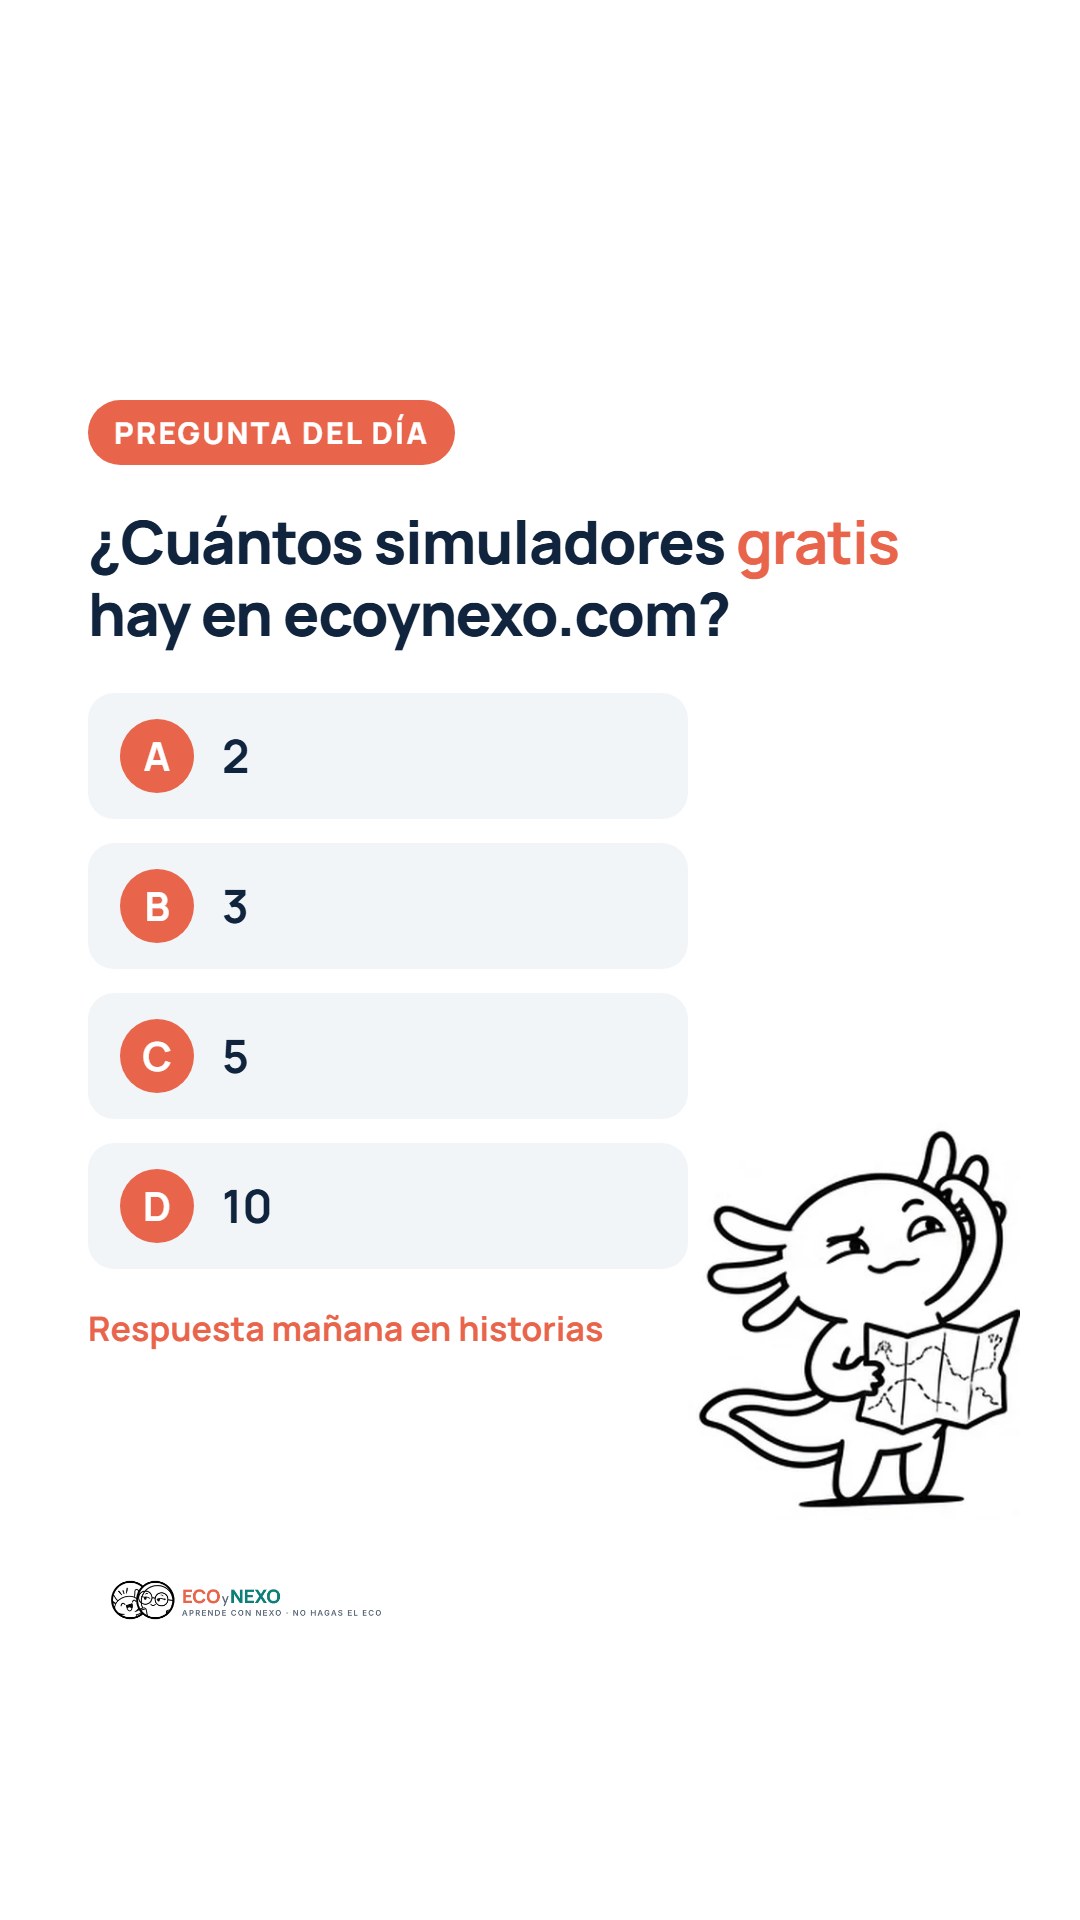 PREGUNTA DEL DÍA
¿Cuántos simuladores gratis
hay en ecoynexo.com?
A 2
B 3
C 5
D 10
Respuesta mañana en historias
ECOyNEXO
APRENDE CON NEXO · NO HAGAS EL ECO